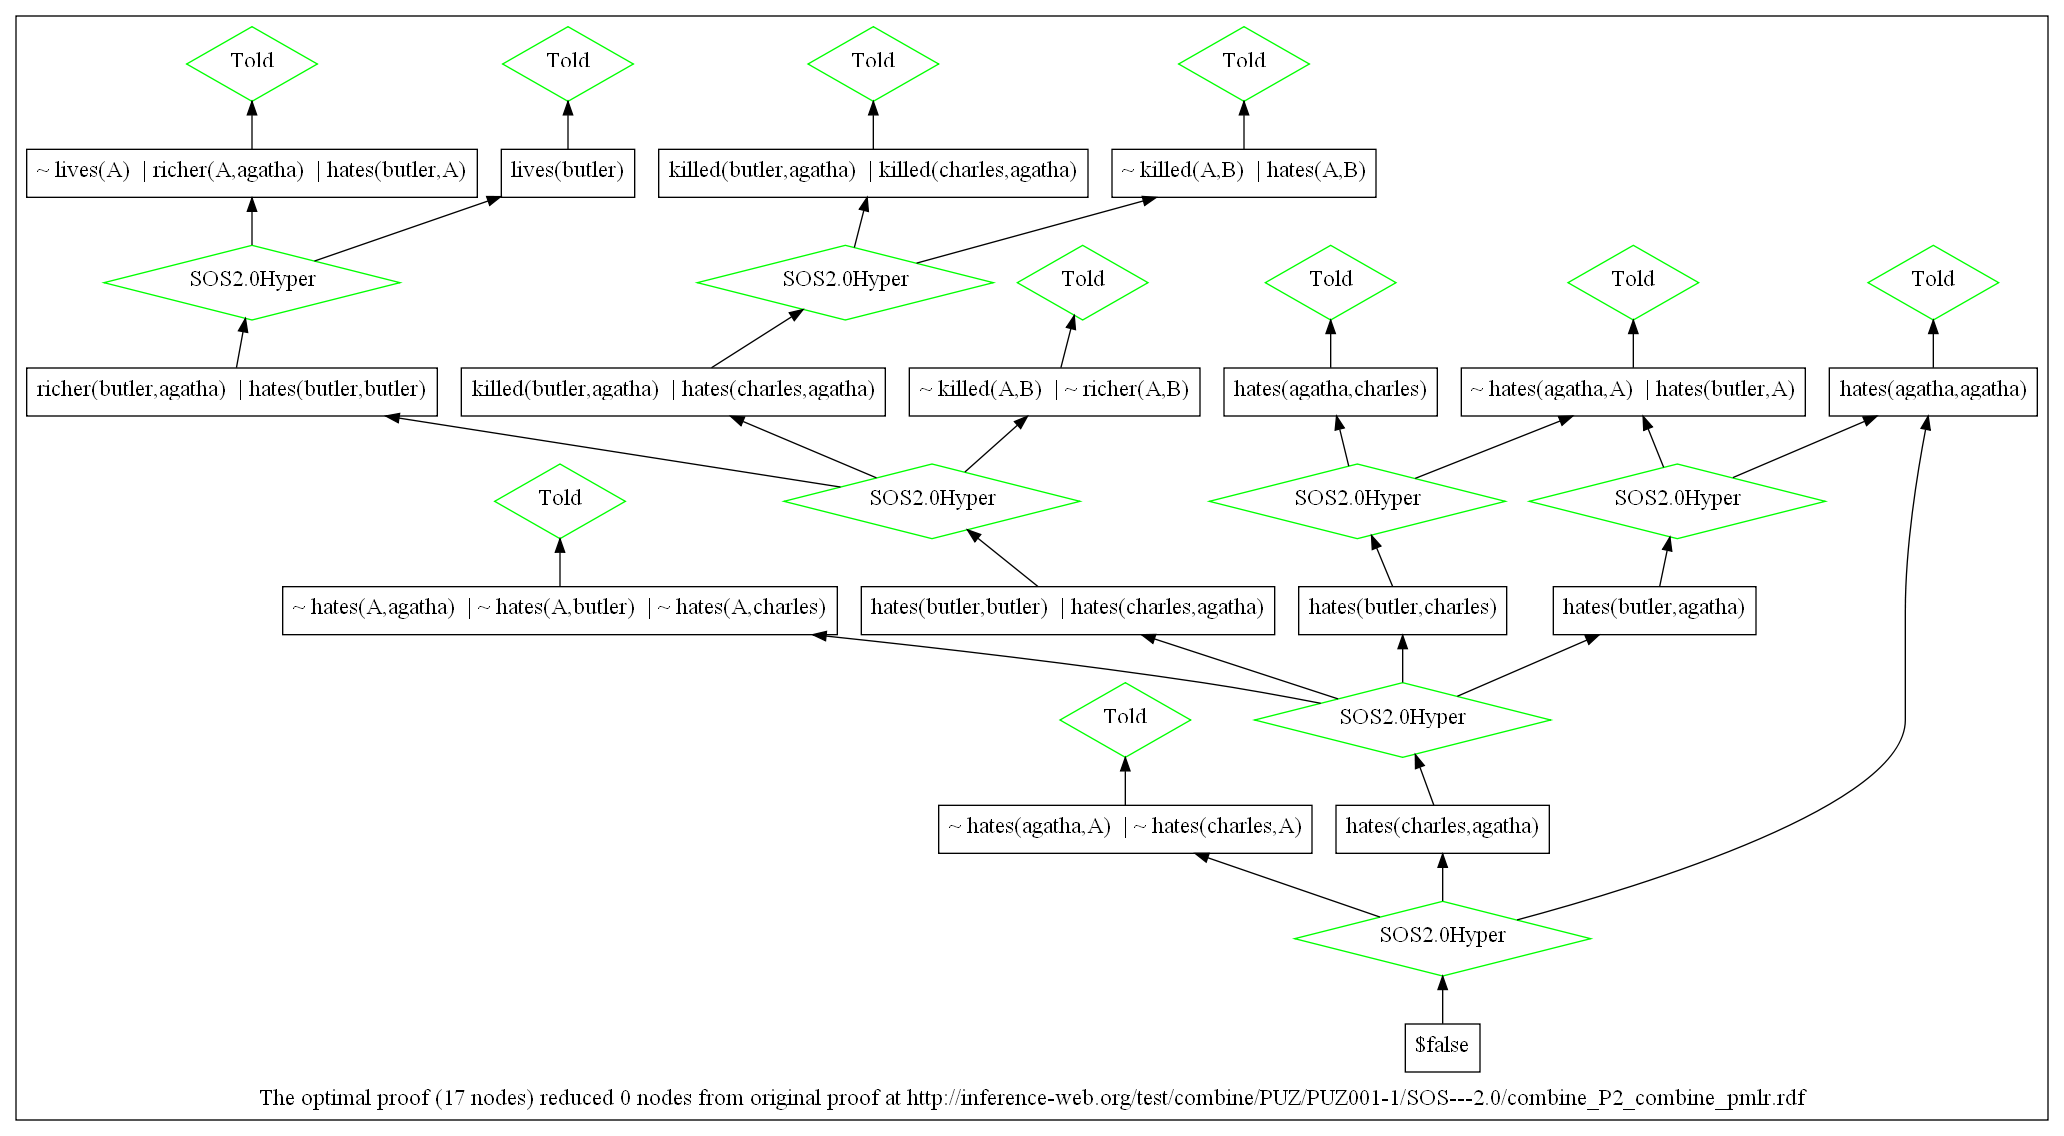 Told
Told
Told
Told
~ lives(A) | richer(A,agatha) | hates(butler,A)
lives(butler)
killed(butler,agatha) | killed(charles,agatha)
~ killed(A,B) | hates(A,B)
SOS2.0Hyper
SOS2.0Hyper
Told
Told
Told
Told
richer(butler,agatha) | hates(butler,butler)
killed(butler,agatha) | hates(charles,agatha)
~ killed(A,B) | ~ richer(A,B)
hates(agatha,charles)
~ hates(agatha,A) | hates(butler,A)
hates(agatha,agatha)
Told
SOS2.0Hyper
SOS2.0Hyper
SOS2.0Hyper
~ hates(A,agatha) | ~ hates(A,butler) | ~ hates(A,charles)
hates(butler,butler) | hates(charles,agatha)
hates(butler,charles)
hates(butler,agatha)
Told
SOS2.0Hyper
~ hates(agatha,A) | ~ hates(charles,A)
hates(charles,agatha)
SOS2.0Hyper
$false
The optimal proof (17 nodes) reduced 0 nodes from original proof at http://inference-web.org/test/combine/PUZ/PUZ001-1/SOS---2.0/combine_P2_combine_pmlr.rdf